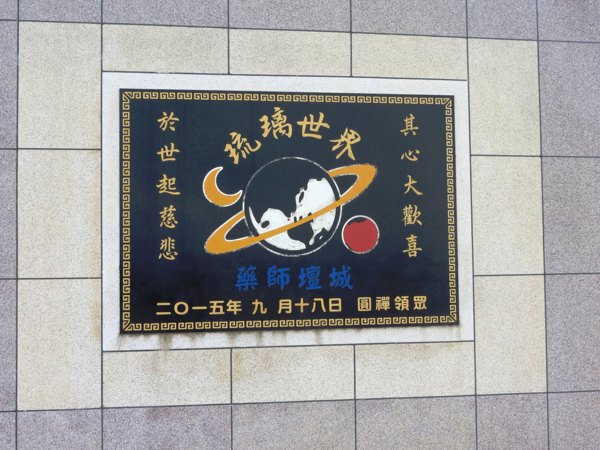 琉璃世界
其心大歡喜
於世起慈悲
藥師壇城
二〇一五年 九 月十八日 圓禪領眾